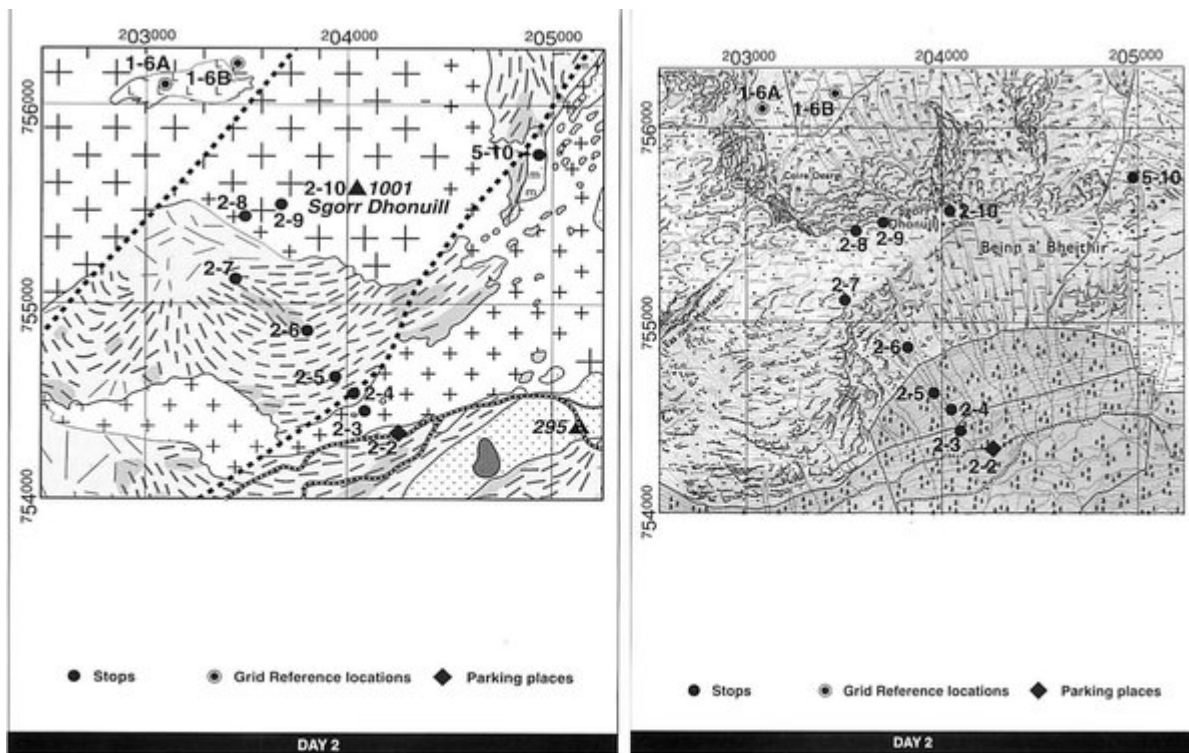 203000 204000 205000
1-6A 1-6B
756000
5-10
2-10 1001
Sgorr Dhonuill
2-8
2-9
2-7
755000
2-6
2-5
2-4
2-3
2-2
295
754000
Stops Grid Reference locations Parking places
DAY 2
203000 204000 205000
1-6A 1-6B
756000
Coire Dearg
5-10
2-10
Sgorr
Dhonuill
2-8 2-9
Beinn a' Bheithir
2-7
755000
2-6
2-5
2-4
2-3
2-2
754000
Stops Grid Reference locations Parking places
DAY 2